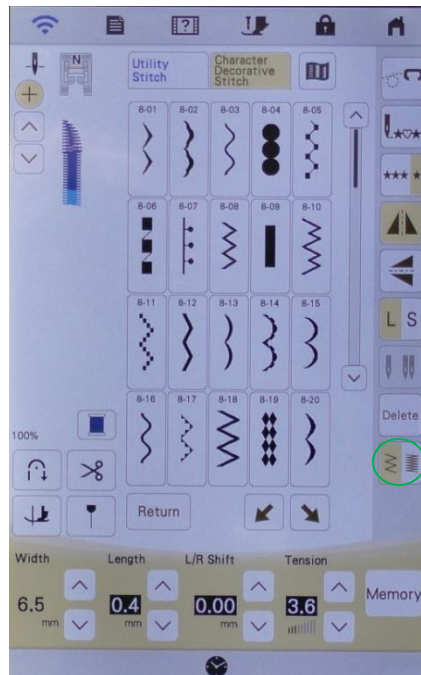 N
Utility
Stitch
Character
Decorative
Stitch
8-01 8-02 8-03 8-04 8-05
8-06 8-07 8-08 8-09 8-10
8-11 8-12 8-13 8-14 8-15
L S
8-16 8-17 8-18 8-19 8-20
Delete
100%
Return
Width Length L/R Shift Tension
6.5 mm 0.4 mm 0.00 mm 3.6
Memory